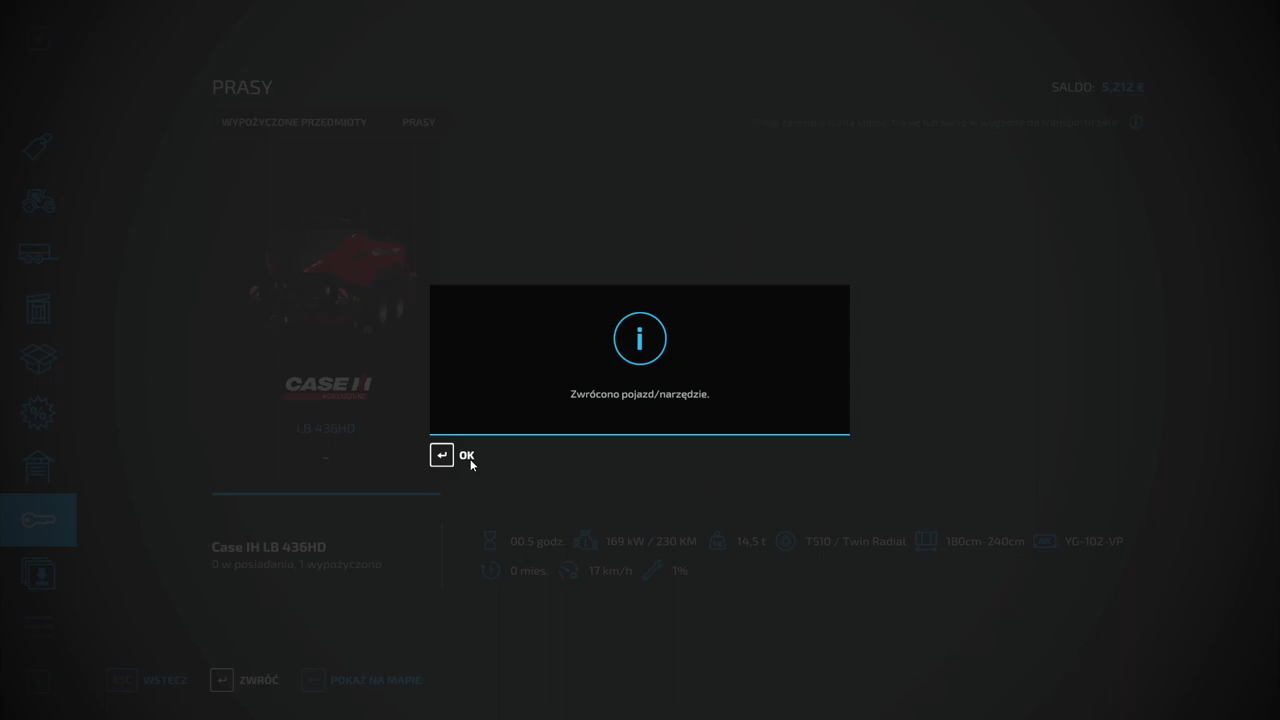 PRASY
SALDO: 5,212 €
WYPOŻYCZONE PRZEDMIOTY PRASY
CASE IH
LB 436HD
–
Zwrócono pojazd/narzędzie.
OK
Case IH LB 436HD
0 w posiadaniu, 1 wypożyczono
00.5 godz. 169 kW / 230 KM 14,5 t T510 / Twin Radial 180cm-240cm YD-102-VP
0 mies. 17 km/h 1%
ESC WSTECZ ZWRÓĆ POKAŻ NA MAPIE